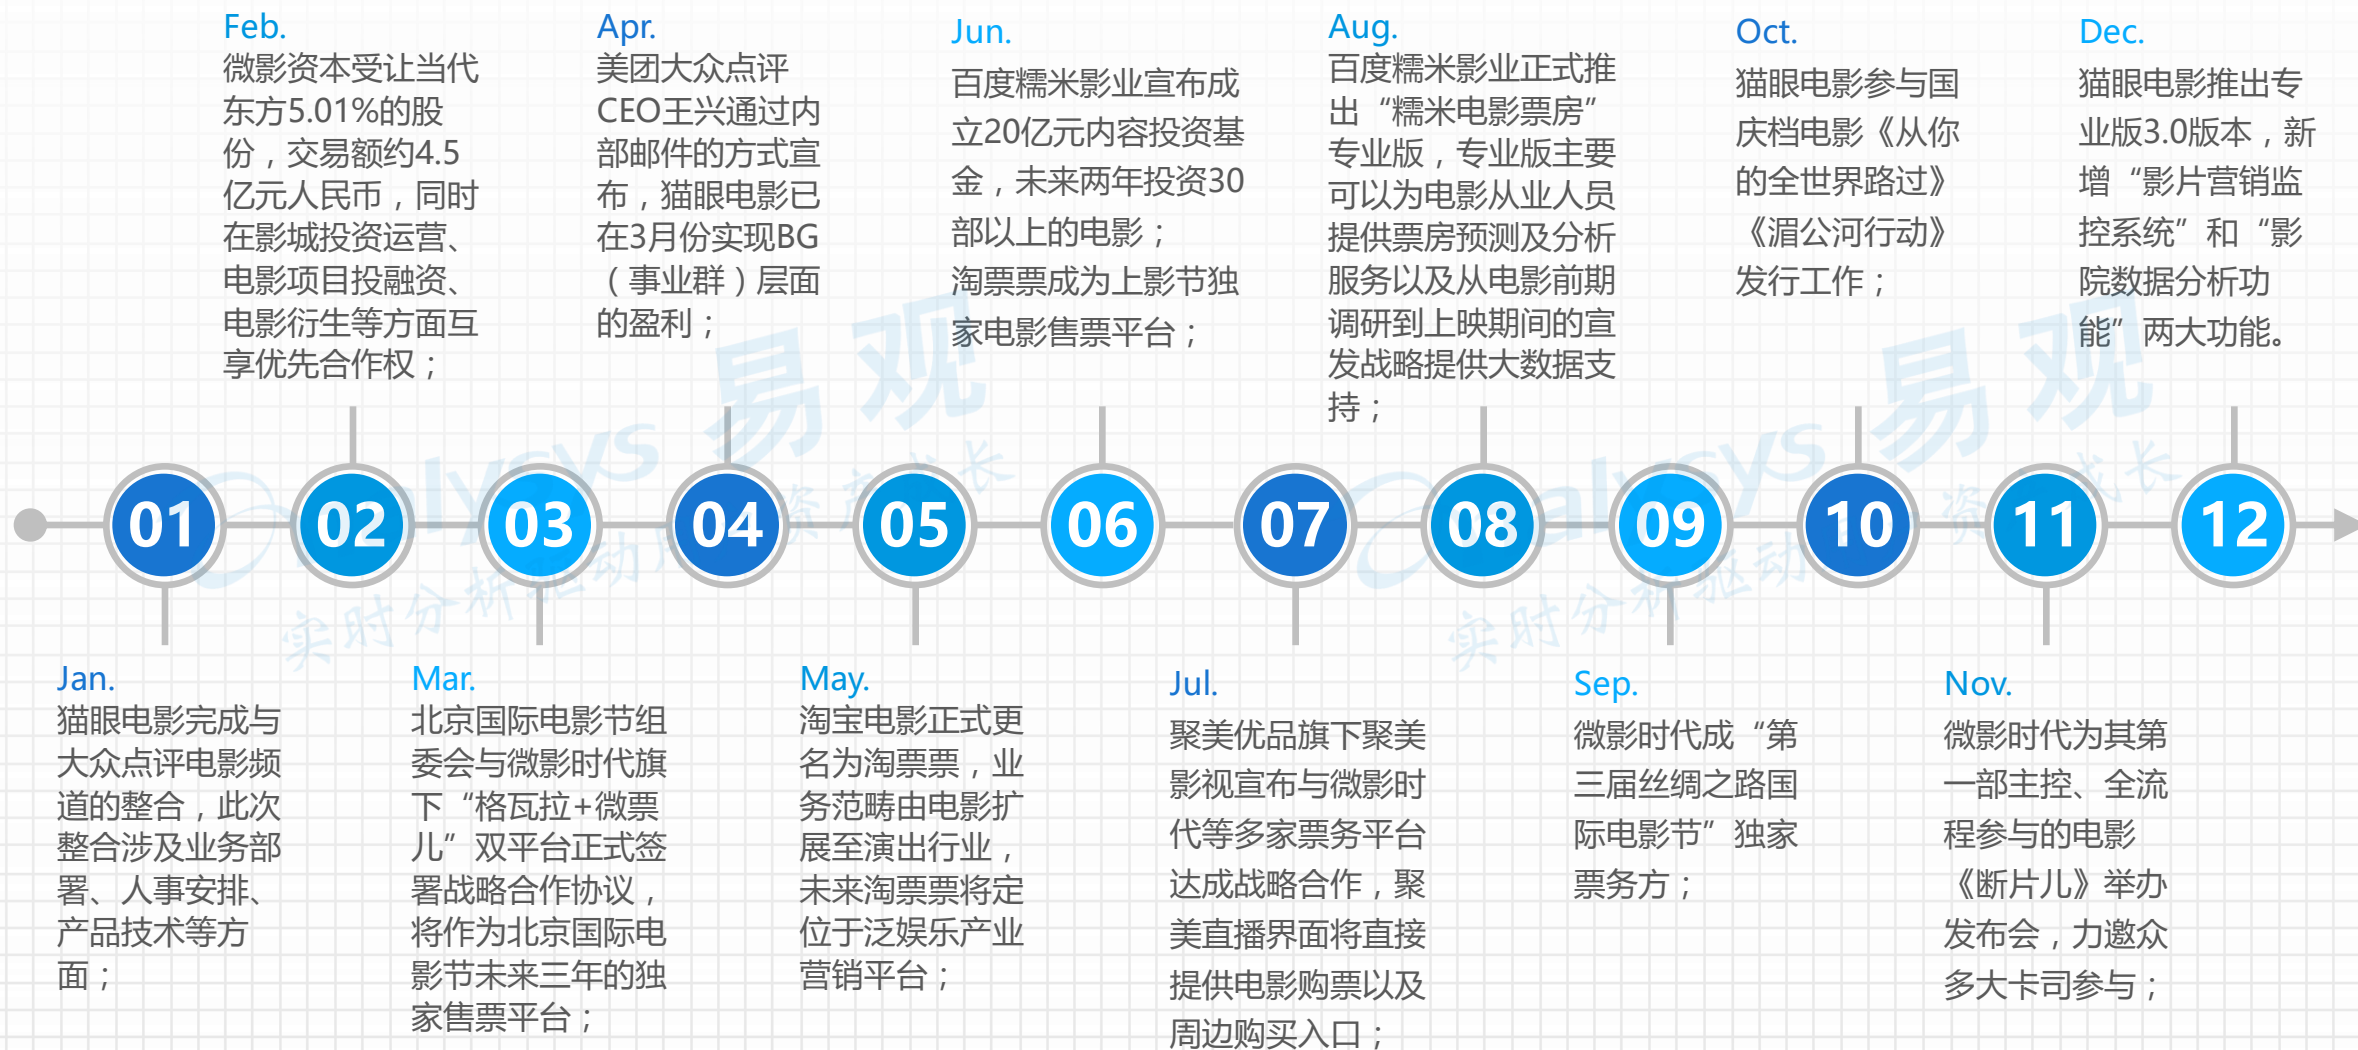 Feb.
微影资本受让当代
东方5.01%的股
份，交易额约4.5
亿元人民币，同时
在影城投资运营、
电影项目投融资、
电影衍生等方面互
享优先合作权；
Apr.
美团大众点评
CEO王兴通过内
部邮件的方式宣
布，猫眼电影已
在3月份实现BG
（事业群）层面
的盈利；
Jun.
百度糯米影业宣布成
立20亿元内容投资基
金，未来两年投资30
部以上的电影；
淘票票成为上影节独
家电影售票平台；
Aug.
百度糯米影业正式推
出“糯米电影票房”
专业版，专业版主要
可以为电影从业人员
提供票房预测及分析
服务以及从电影前期
调研到上映期间的宣
发战略提供大数据支
持；
Oct.
猫眼电影参与国
庆档电影《从你
的全世界路过》
《湄公河行动》
发行工作；
Dec.
猫眼电影推出专
业版3.0版本，新
增“影片营销监
控系统”和“影
院数据分析功
能”两大功能。
01
02
03
04
05
06
07
08
09
10
11
12
Jan.
猫眼电影完成与
大众点评电影频
道的整合，此次
整合涉及业务部
署、人事安排、
产品技术等方
面；
Mar.
北京国际电影节组
委会与微影时代旗
下“格瓦拉+微票
儿”双平台正式签
署战略合作协议，
将作为北京国际电
影节未来三年的独
家售票平台；
May.
淘宝电影正式更
名为淘票票，业
务范畴由电影扩
展至演出行业，
未来淘票票将定
位于泛娱乐产业
营销平台；
Jul.
聚美优品旗下聚美
影视宣布与微影时
代等多家票务平台
达成战略合作，聚
美直播界面将直接
提供电影购票以及
周边购买入口；
Sep.
微影时代成“第
三届丝绸之路国
际电影节”独家
票务方；
Nov.
微影时代为其第
一部主控、全流
程参与的电影
《断片儿》举办
发布会，力邀众
多大卡司参与；
易观
实时分析驱动
易观
实时分析驱动